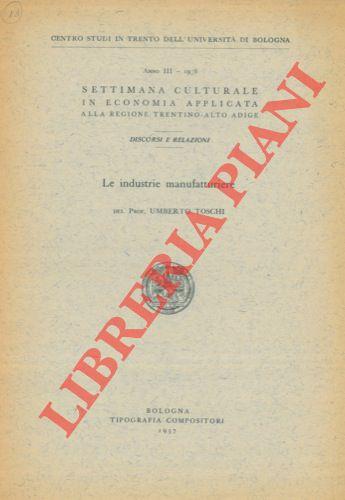 13
CENTRO STUDI IN TRENTO DELL'UNIVERSITÀ DI BOLOGNA
ANNO III -
SETTIMANA CULTURALE
IN ECONOMIA APPLICATA
ALLA REGIONE TRENTINO-ALTO ADIGE
DISCORSI E RELAZIONI
Le industrie manifatturiere
DEL PROF. UMBERTO TOSCHI
LIBRERIA PIANI
BOLOGNA
TIPOGRAFIA COMPOSITORI
1957